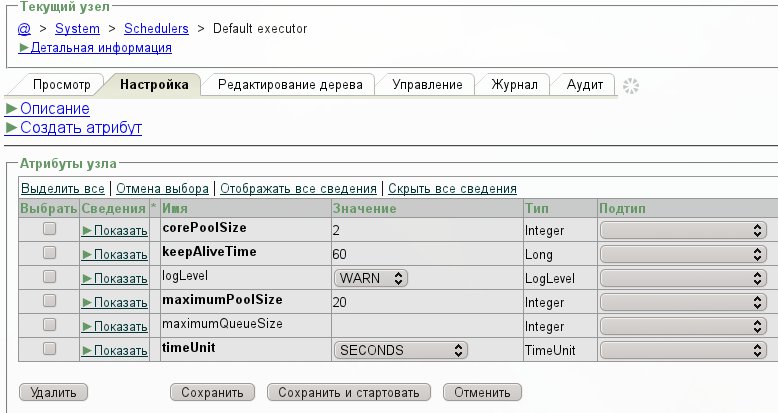 Текущий узел
@ > System > Schedulers > Default executor
▶Детальная информация
Просмотр Настройка Редактирование дерева Управление Журнал Аудит
▶Описание
▶Создать атрибут
Атрибуты узла
Выделить все | Отмена выбора | Отображать все сведения | Скрыть все сведения
Выбрать Сведения * Имя Значение Тип Подтип
▶Показать corePoolSize 2 Integer
▶Показать keepAliveTime 60 Long
▶Показать logLevel WARN LogLevel
▶Показать maximumPoolSize 20 Integer
▶Показать maximumQueueSize Integer
▶Показать timeUnit SECONDS TimeUnit
Удалить Сохранить Сохранить и стартовать Отменить